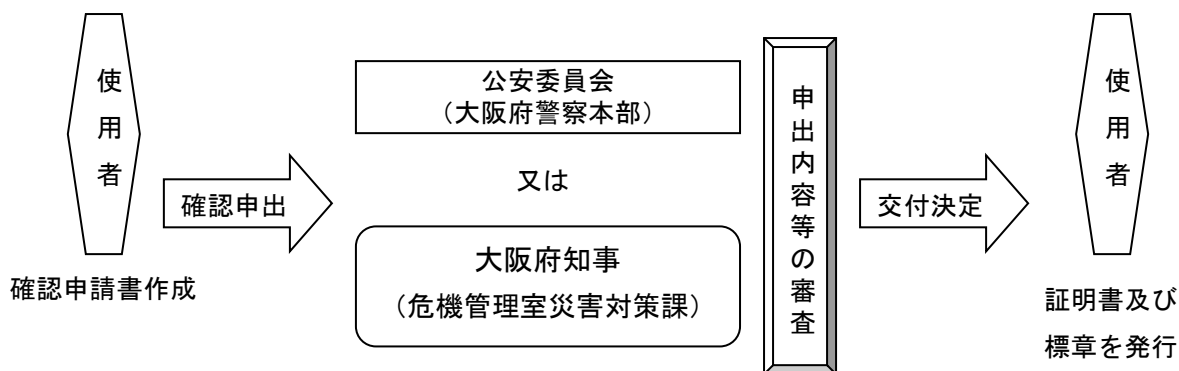 使用者
確認申請書作成
確認申出
公安委員会
（大阪府警察本部）
又は
大阪府知事
（危機管理室災害対策課）
申出内容等の審査
交付決定
使用者
証明書及び
標章を発行